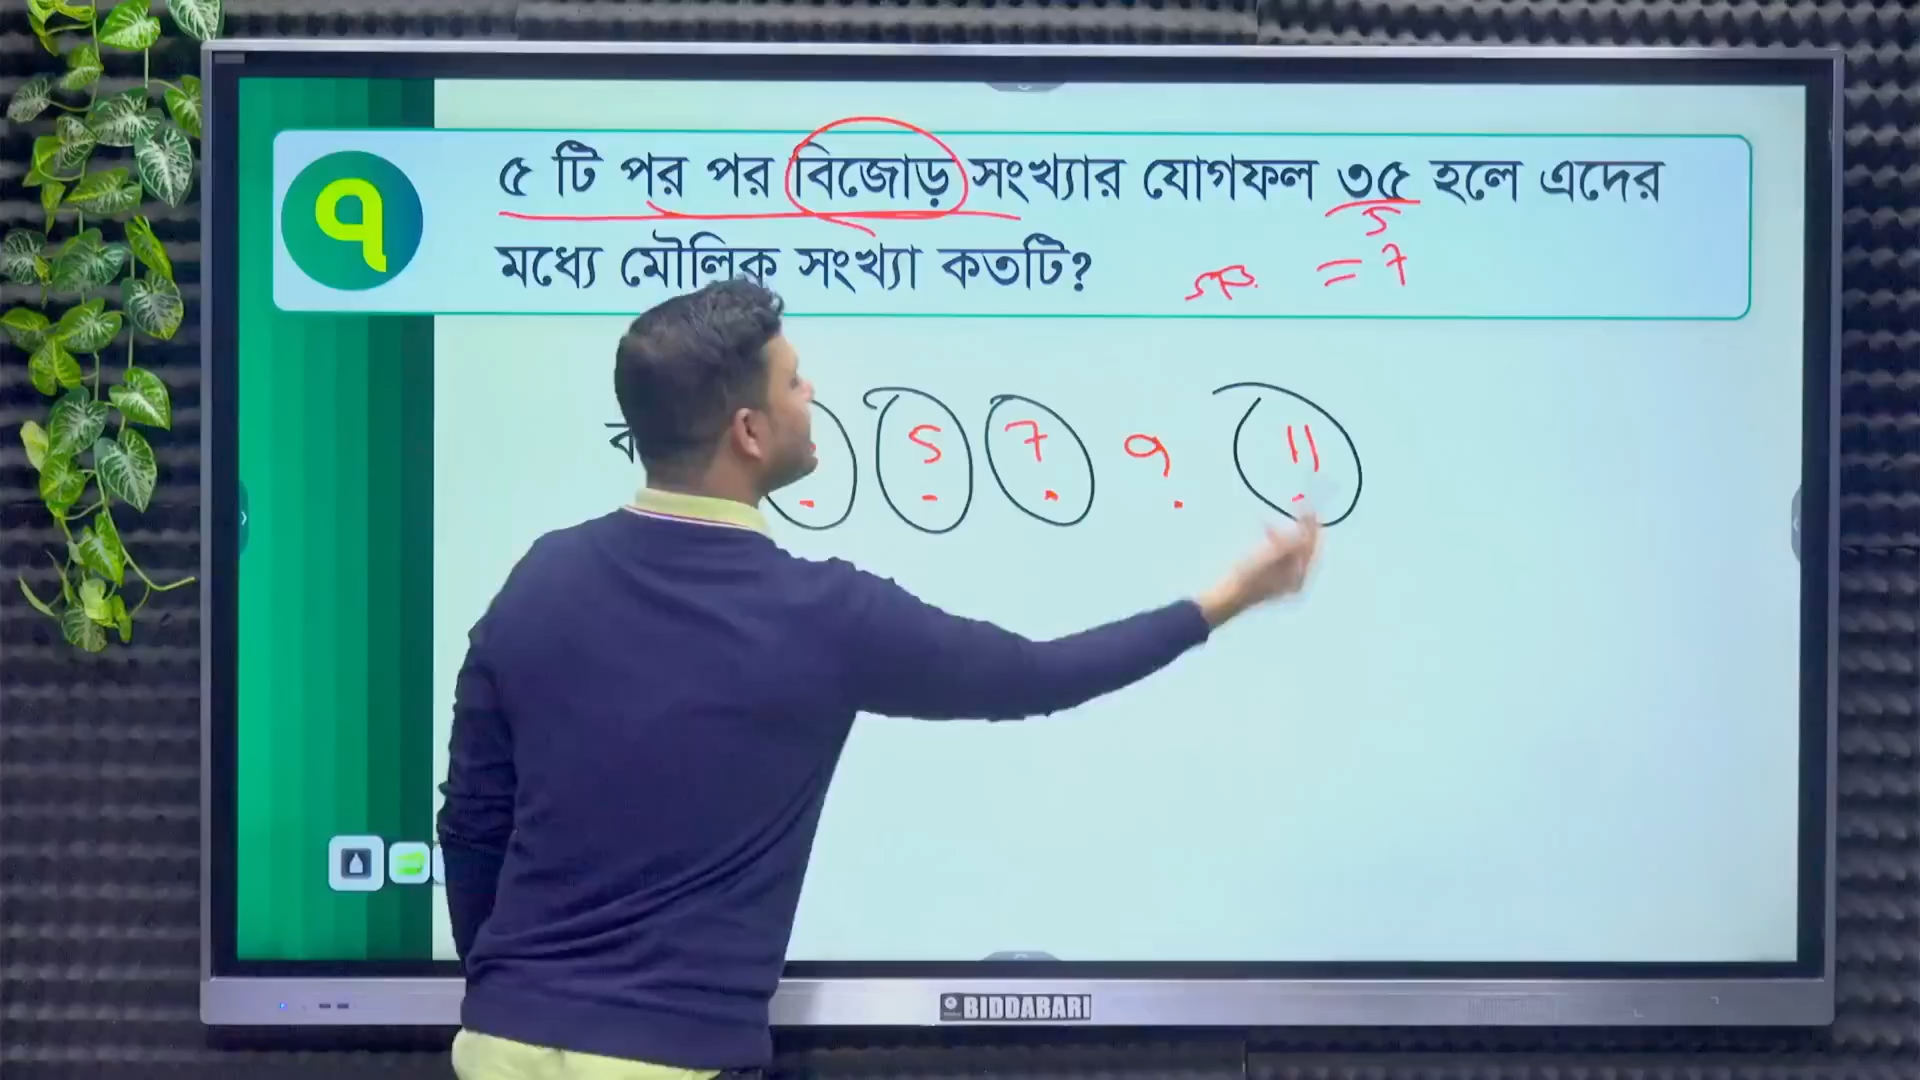 ৭
৫ টি পর পর বিজোড় সংখ্যার যোগফল ৩৫ হলে এদের
5
মধ্যে মৌলিক সংখ্যা কতটি?
= 7
5 7 9 11
BIDDABARI